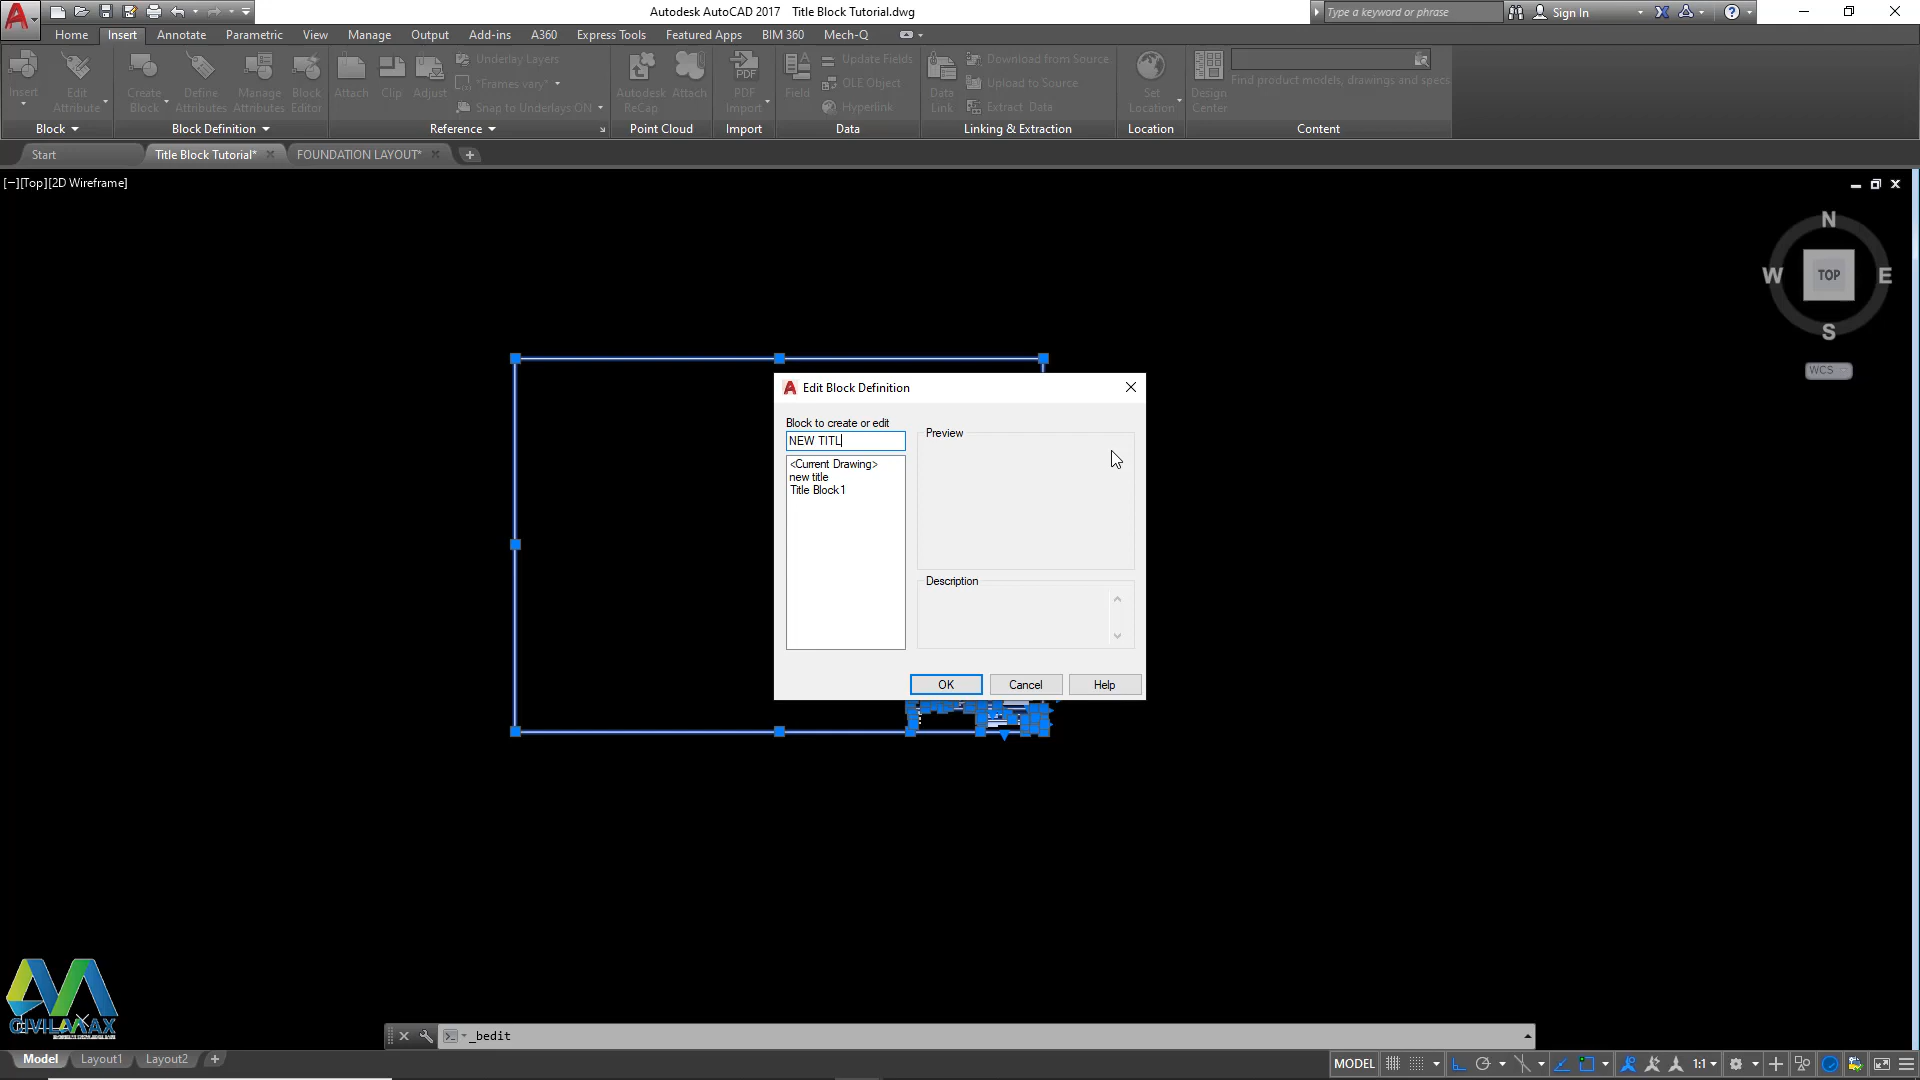 Autodesk AutoCAD 2017 Title Block Tutorial.dwg
Type a keyword or phrase
Sign In
Home Insert Annotate Parametric View Manage Output Add-ins A360 Express Tools Featured Apps BIM 360 Mech-Q
Insert
Edit Attribute
Create Block
Define Attributes
Manage Attributes
Block Editor
Attach
Clip
Adjust
Underlay Layers
*Frames vary*
Snap to Underlays ON
Autodesk ReCap
Attach
PDF Import
Field
Update Fields
OLE Object
Hyperlink
Data Link
Download from Source
Upload to Source
Extract Data
Set Location
Design Center
Find product models, drawings and specs
Block
Block Definition
Reference
Point Cloud
Import
Data
Linking & Extraction
Location
Content
Start
Title Block Tutorial*
FOUNDATION LAYOUT*
[−][Top][2D Wireframe]
N
W TOP E
S
WCS
Edit Block Definition
Block to create or edit
NEW TITL
<Current Drawing>
new title
Title Block1
Preview
Description
OK
Cancel
Help
CIVILAMAX
_bedit
Model
Layout1
Layout2
MODEL
1:1